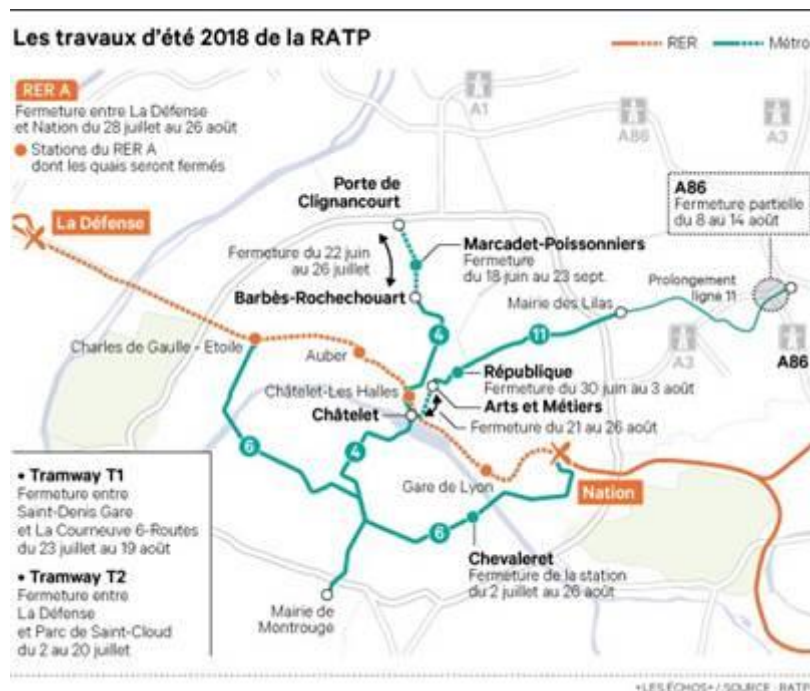 Les travaux d'été 2018 de la RATP
RER
Métro
RER A
Fermeture entre La Défense
et Nation du 28 juillet au 26 août
Stations du RER A
dont les quais seront fermés
A1
A86
A3
Porte de
Clignancourt
A86
Fermeture partielle
du 8 au 14 août
La Défense
Fermeture du 22 juin
au 26 juillet
Marcadet-Poissonniers
Fermeture
du 18 juin au 23 sept.
Prolongement
ligne 11
Barbès-Rochechouart
Mairie des Lilas
4
11
Charles de Gaulle - Etoile
Auber
A3
A86
République
Fermeture du 30 juin au 3 août
Châtelet-Les Halles
Arts et Métiers
Châtelet
Fermeture du 21 au 26 août
6
4
• Tramway T1
Fermeture entre
Saint-Denis Gare
et La Courneuve 6-Routes
du 23 juillet au 19 août
Gare de Lyon
Nation
6
Chevaleret
Fermeture de la station
du 2 juillet au 26 août
• Tramway T2
Fermeture entre
La Défense
et Parc de Saint-Cloud
du 2 au 20 juillet
Mairie de
Montrouge
«LES ÉCHOS» / SOURCE : RATP